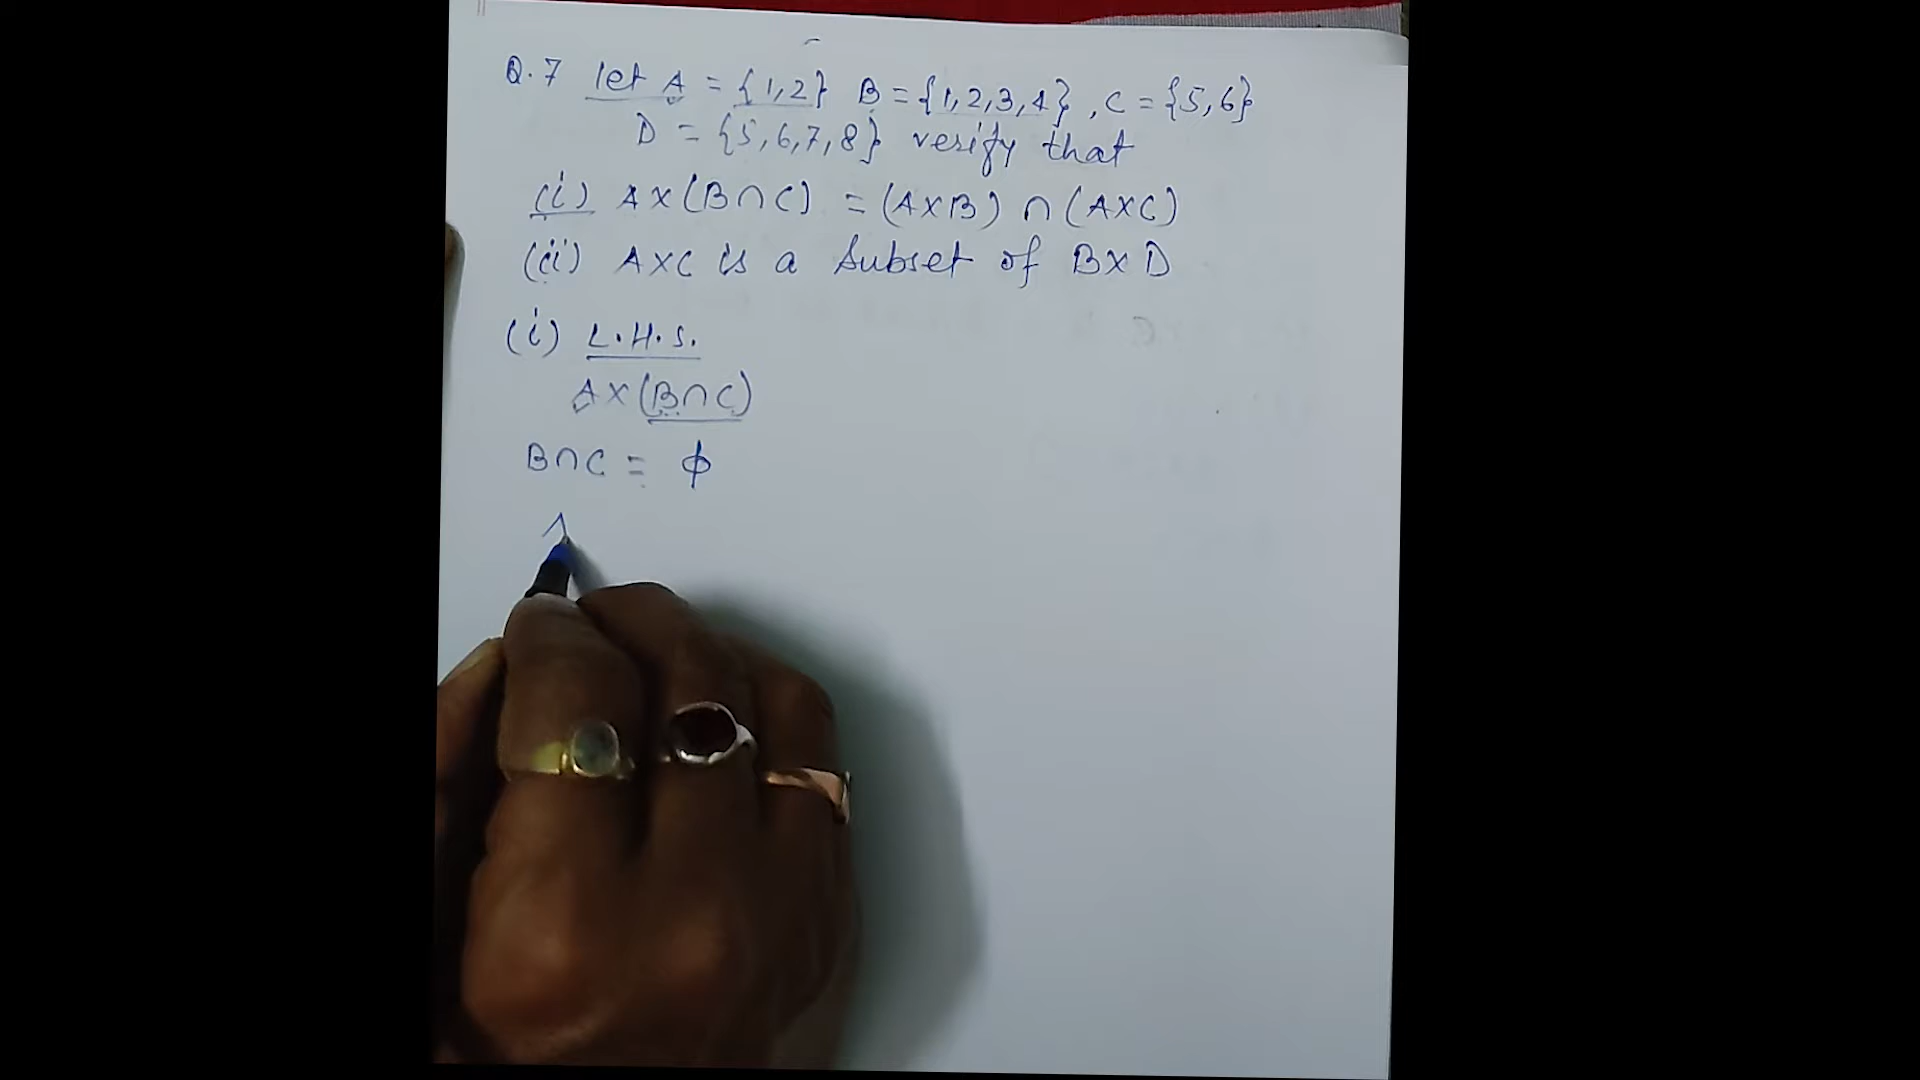 Q.7 let A = {1,2} B = {1,2,3,4}, C = {5,6}
D = {5,6,7,8} verify that
(i) A×(B∩C) = (A×B) ∩ (A×C)
(ii) A×C is a subset of B×D
(i) L.H.S.
A×(B∩C)
B∩C = ϕ
A